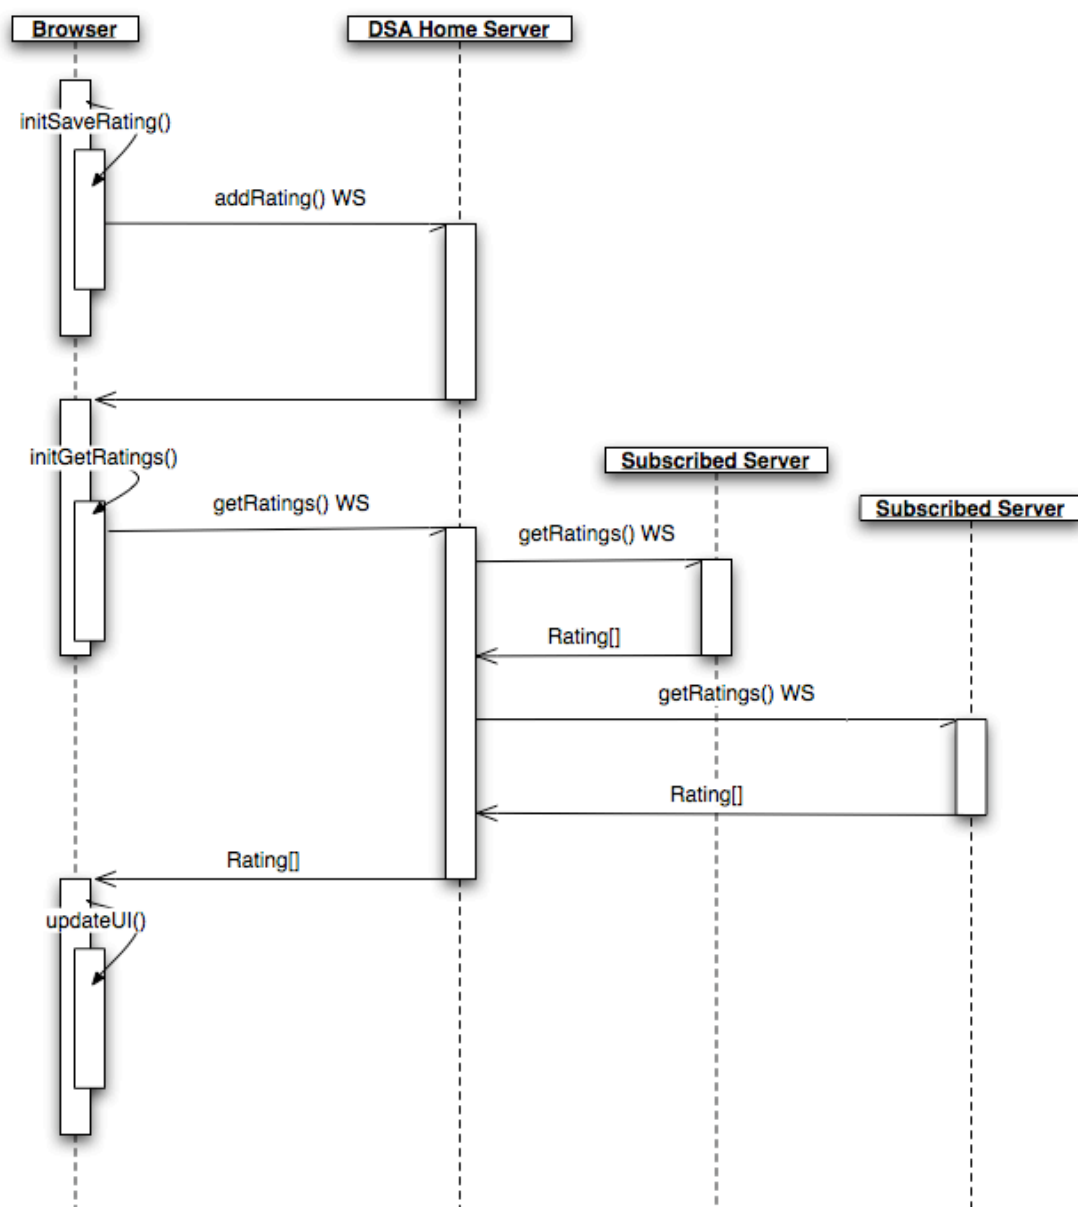 Browser
DSA Home Server
initSaveRating()
addRating() WS
initGetRatings()
Subscribed Server
getRatings() WS
Subscribed Server
getRatings() WS
Rating[]
getRatings() WS
Rating[]
Rating[]
updateUI()